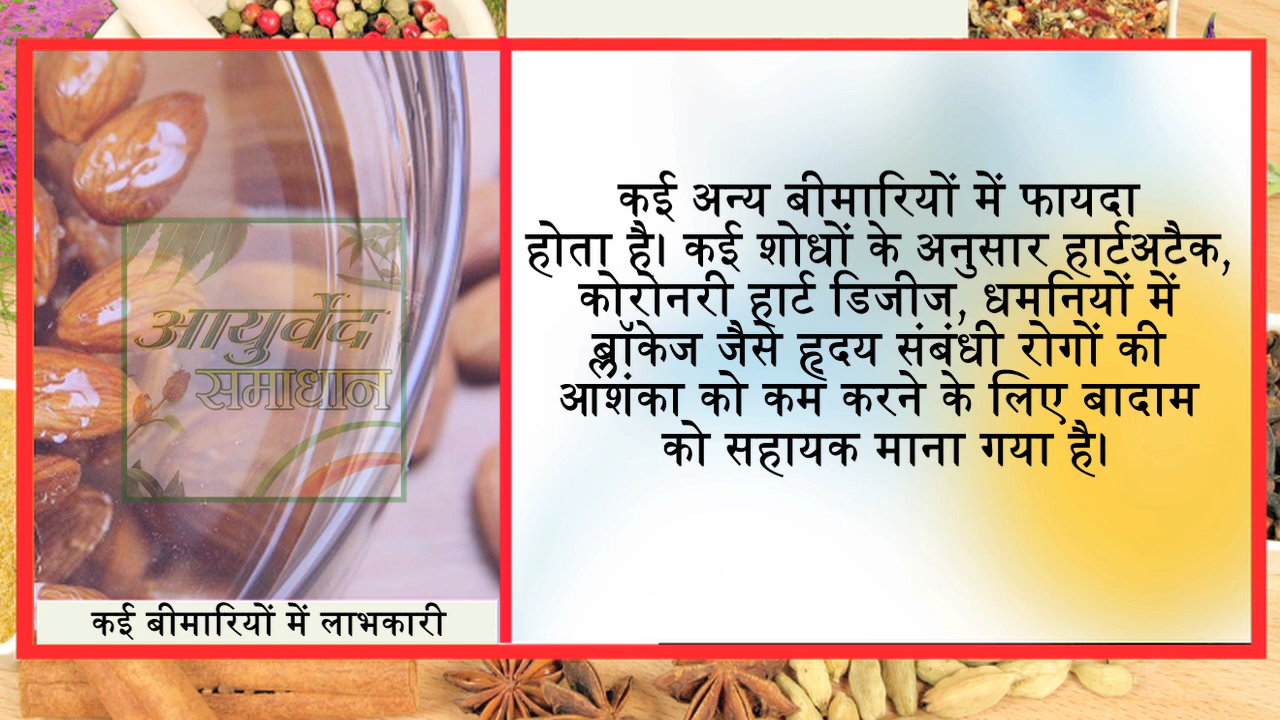 कई अन्य बीमारियों में फायदा
होता है। कई शोधों के अनुसार हार्टअटैक,
कोरोनरी हार्ट डिजीज, धमनियों में
ब्लॉकेज जैसे हृदय संबंधी रोगों की
आशंका को कम करने के लिए बादाम
को सहायक माना गया है।
आयुर्वेद
समाधान
कई बीमारियों में लाभकारी